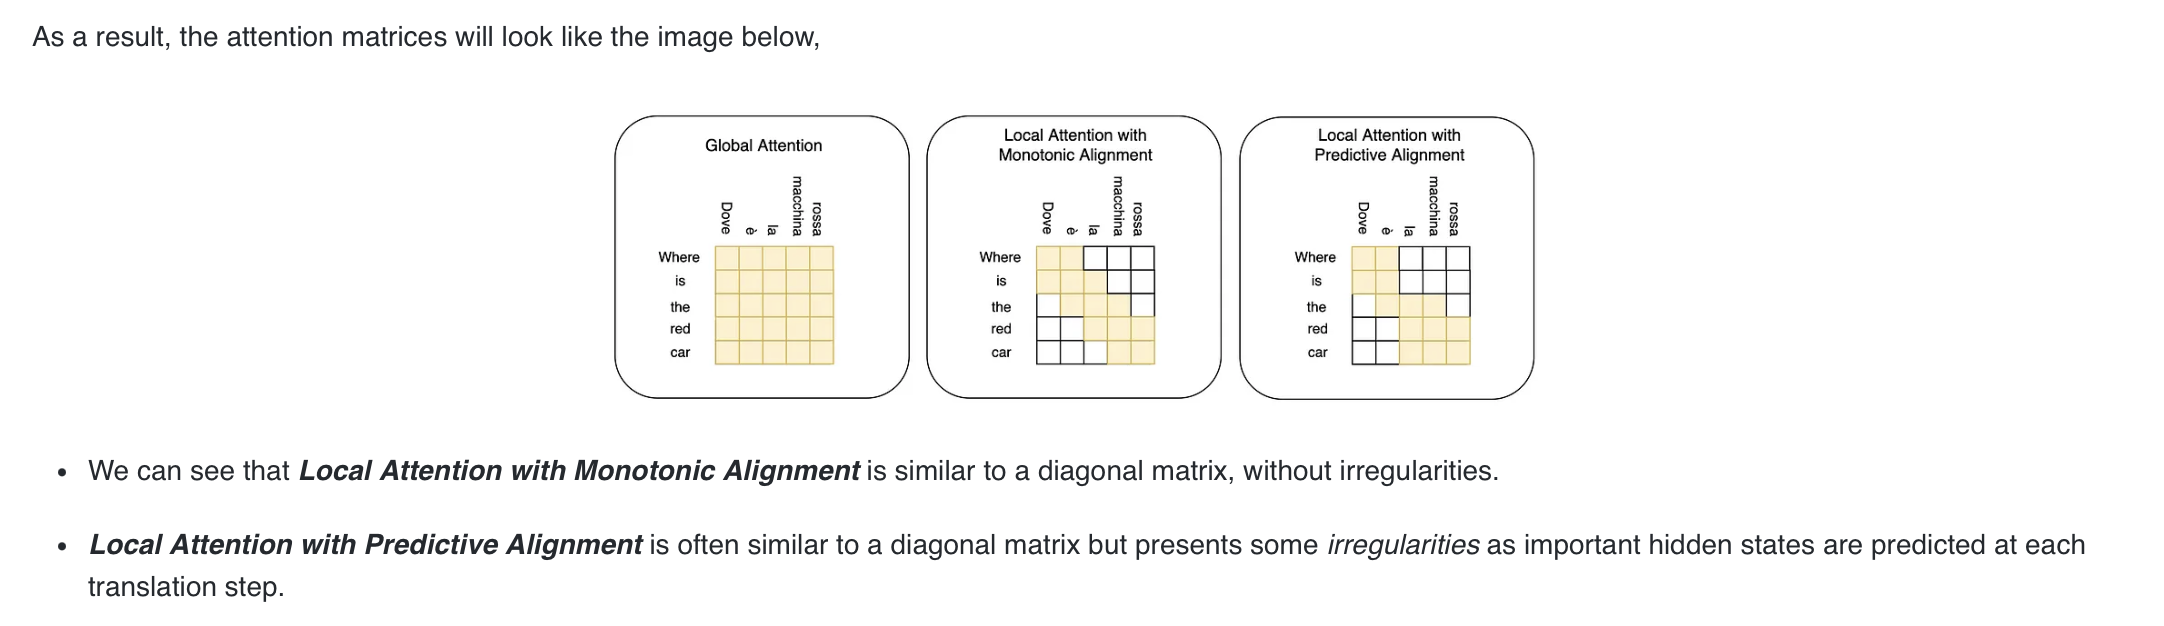 As a result, the attention matrices will look like the image below,
Global Attention
Dove
è
la
macchina
rossa
Where
is
the
red
car
Local Attention with
Monotonic Alignment
Dove
è
la
macchina
rossa
Where
is
the
red
car
Local Attention with
Predictive Alignment
Dove
è
la
macchina
rossa
Where
is
the
red
car
• We can see that Local Attention with Monotonic Alignment is similar to a diagonal matrix, without irregularities.
• Local Attention with Predictive Alignment is often similar to a diagonal matrix but presents some irregularities as important hidden states are predicted at each
translation step.